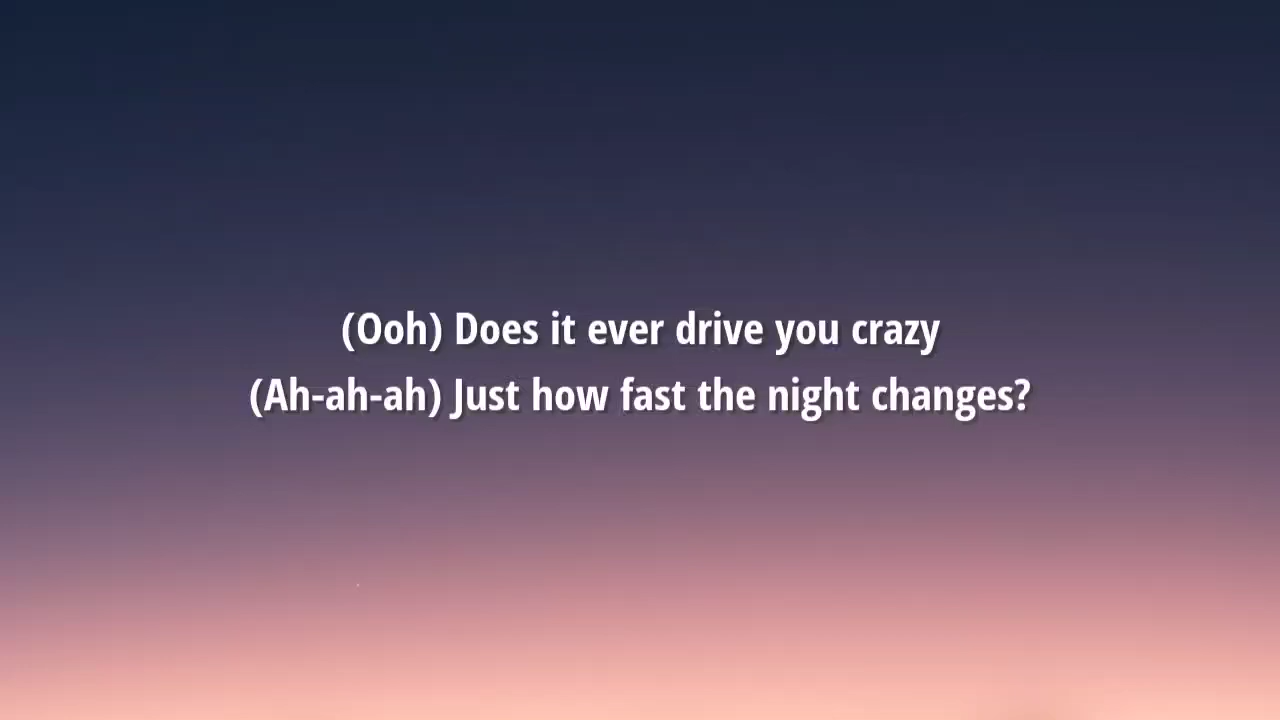 (Ooh) Does it ever drive you crazy
(Ah-ah-ah) Just how fast the night changes?